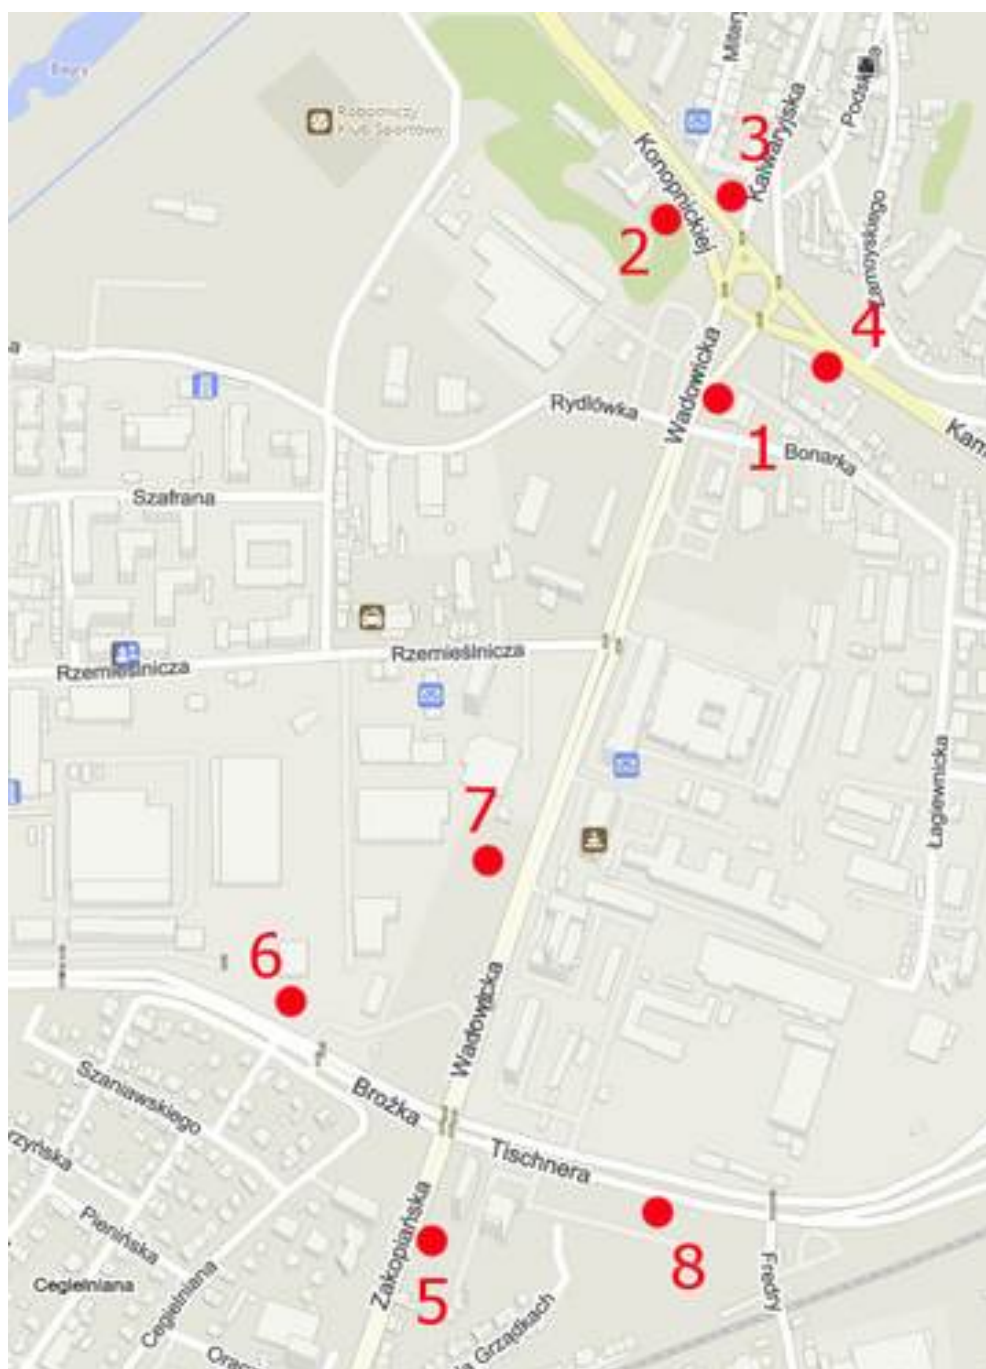 Robotniczy
Klub Sportowy
Konopnickiej
Kalwaryjska
Zamoyskiego
3
2
4
Wadowicka
Rydlówka
1
Bonarka
Szafrana
Rzemieślnicza
Rzemieślnicza
Łagiewnicka
7
6
Wadowicka
Szaniawskiego
Brożka
Tischnera
Pienińska
Cegielniana
Cegielniana
Zakopiańska
5
8
Fredry